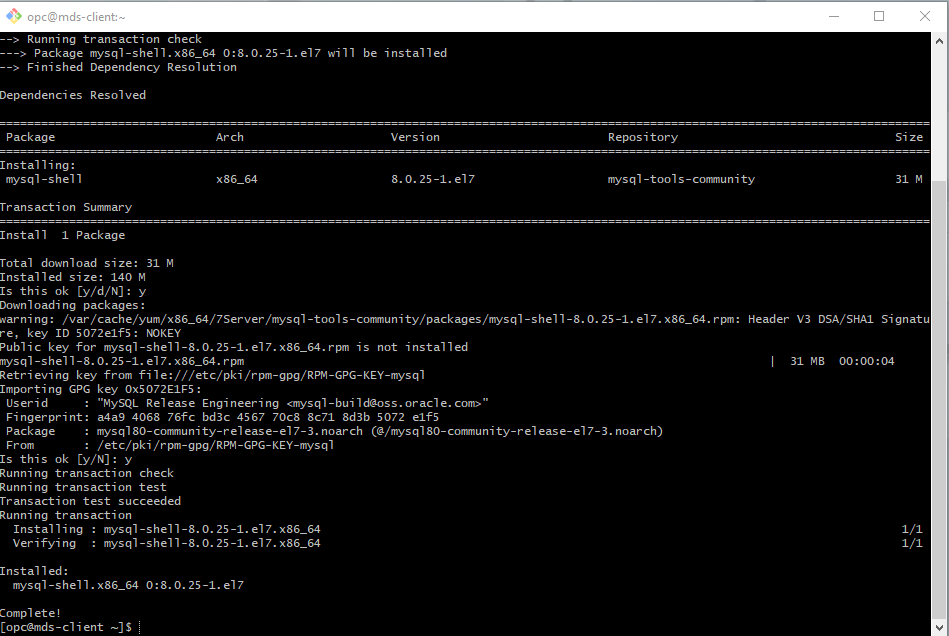 opc@mds-client:~
--> Running transaction check
---> Package mysql-shell.x86_64 0:8.0.25-1.el7 will be installed
--> Finished Dependency Resolution
Dependencies Resolved
================================================================================
Package Arch Version Repository Size
================================================================================
Installing:
mysql-shell x86_64 8.0.25-1.el7 mysql-tools-community 31 M
Transaction Summary
================================================================================
Install 1 Package
Total download size: 31 M
Installed size: 140 M
Is this ok [y/d/N]: y
Downloading packages:
warning: /var/cache/yum/x86_64/7Server/mysql-tools-community/packages/mysql-shell-8.0.25-1.el7.x86_64.rpm: Header V3 DSA/SHA1 Signatu
re, key ID 5072e1f5: NOKEY
Public key for mysql-shell-8.0.25-1.el7.x86_64.rpm is not installed
mysql-shell-8.0.25-1.el7.x86_64.rpm | 31 MB 00:00:04
Retrieving key from file:///etc/pki/rpm-gpg/RPM-GPG-KEY-mysql
Importing GPG key 0x5072E1F5:
Userid : "MySQL Release Engineering <mysql-build@oss.oracle.com>"
Fingerprint: a4a9 4068 76fc bd3c 4567 70c8 8c71 8d3b 5072 e1f5
Package : mysql80-community-release-el7-3.noarch (@/mysql80-community-release-el7-3.noarch)
From : /etc/pki/rpm-gpg/RPM-GPG-KEY-mysql
Is this ok [y/N]: y
Running transaction check
Running transaction test
Transaction test succeeded
Running transaction
Installing : mysql-shell-8.0.25-1.el7.x86_64 1/1
Verifying : mysql-shell-8.0.25-1.el7.x86_64 1/1
Installed:
mysql-shell.x86_64 0:8.0.25-1.el7
Complete!
[opc@mds-client ~]$